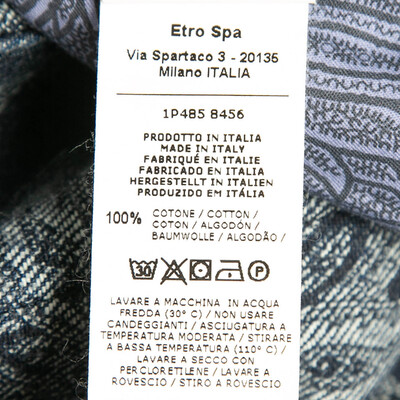 Etro Spa
Via Spartaco 3 - 20135
Milano ITALIA
1P485 8456
PRODOTTO IN ITALIA
MADE IN ITALY
FABRIQUÉ EN ITALIE
FABRICADO EN ITALIA
HERGESTELLT IN ITALIEN
PRODUZIDO EM ITÁLIA
100% COTONE / COTTON /
COTON / ALGODÓN /
BAUMWOLLE / ALGODÃO /
30 P
LAVARE A MACCHINA IN ACQUA
FREDDA (30° C) / NON USARE
CANDEGGIANTI / ASCIUGATURA A
TEMPERATURA MODERATA / STIRARE
A BASSA TEMPERATURA (110° C) /
LAVARE A SECCO CON
PERCLORETILENE / LAVARE A
ROVESCIO / STIRO A ROVESCIO